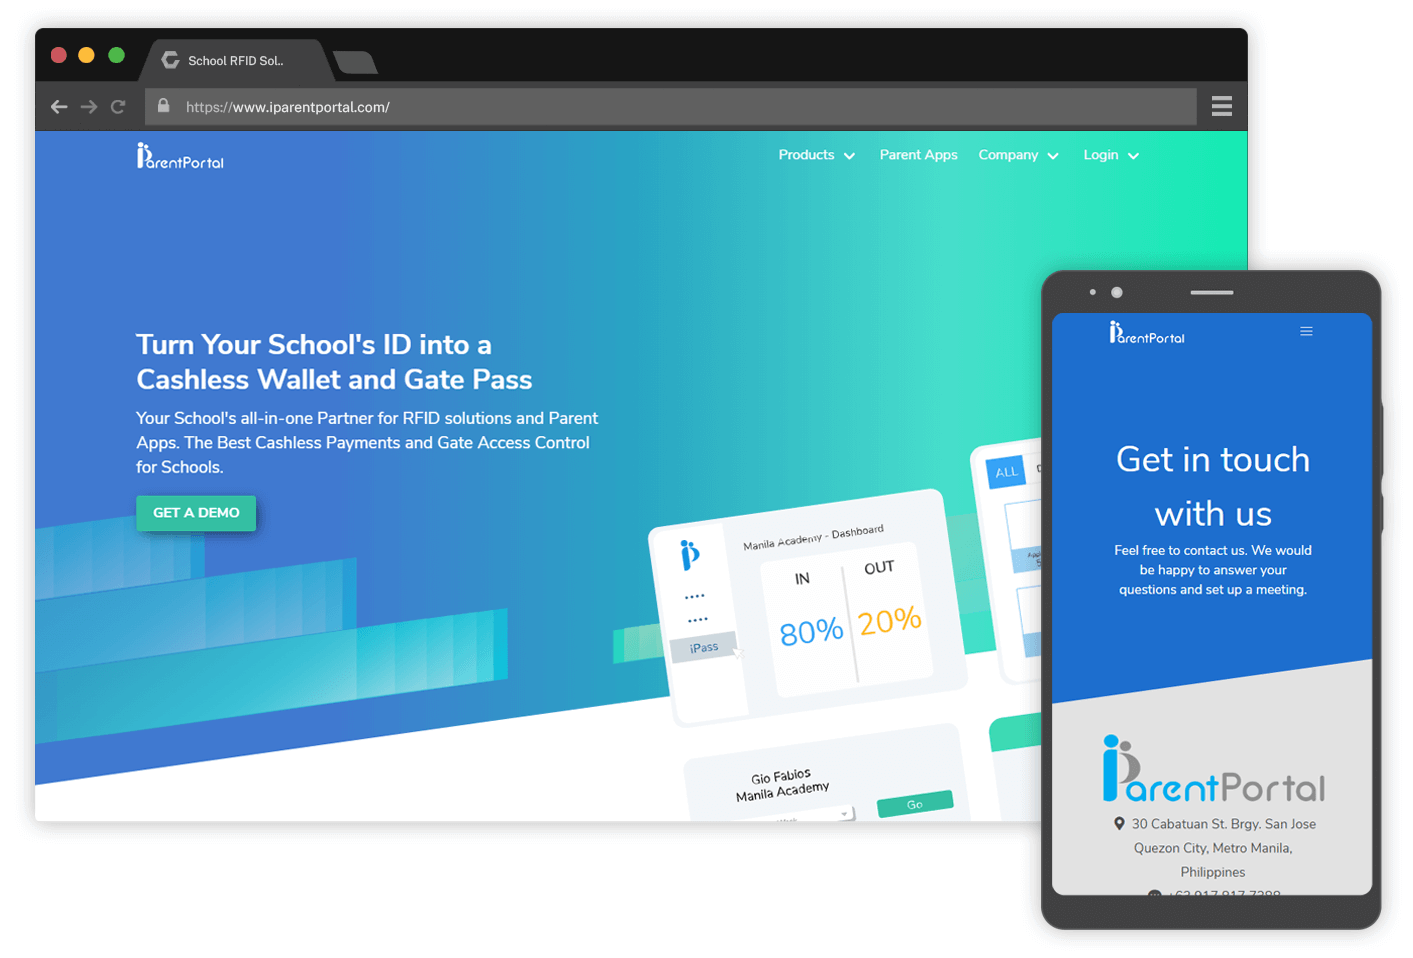 School RFID Sol..
https://www.iparentportal.com/
iParentPortal
Products
Parent Apps
Company
Login
Turn Your School's ID into a
Cashless Wallet and Gate Pass
Your School's all-in-one Partner for RFID solutions and Parent
Apps. The Best Cashless Payments and Gate Access Control
for Schools.
GET A DEMO
Manila Academy - Dashboard
IN
OUT
80%
20%
iPass
ALL
Gio Fabios
Manila Academy
Go
iParentPortal
Get in touch
with us
Feel free to contact us. We would
be happy to answer your
questions and set up a meeting.
iParentPortal
30 Cabatuan St. Brgy. San Jose
Quezon City, Metro Manila,
Philippines